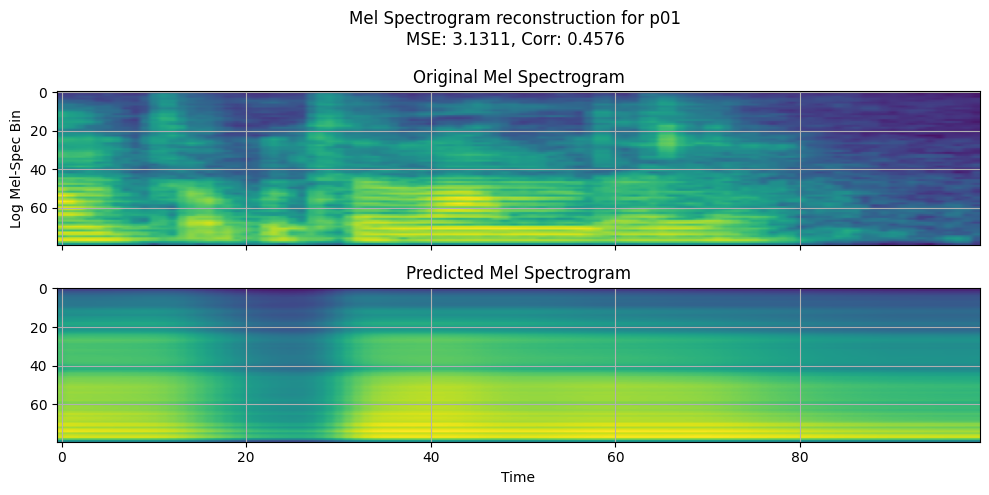 Mel Spectrogram reconstruction for p01
MSE: 3.1311, Corr: 0.4576
Original Mel Spectrogram
0
20
40
60
Log Mel-Spec Bin
Predicted Mel Spectrogram
0
20
40
60
0 20 40 60 80
Time